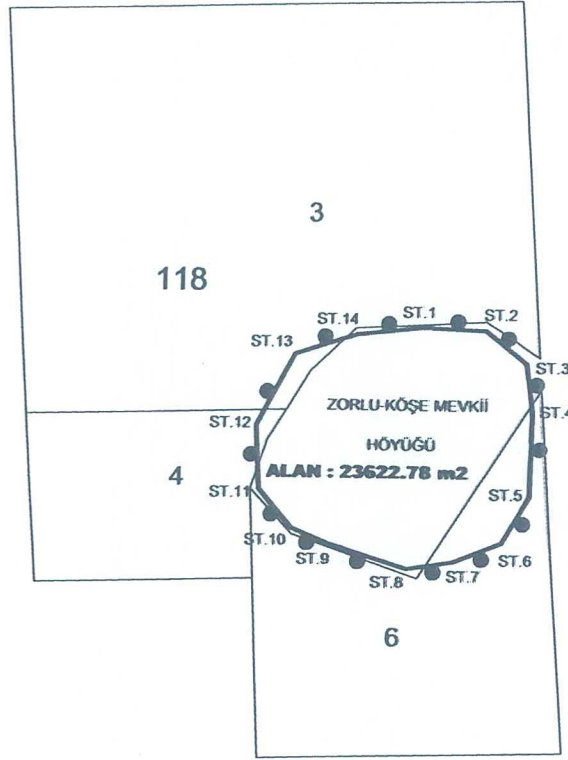 3
118
ST.1
ST.2
ST.14
ST.13
ST.3
ZORLU-KÖŞE MEVKİİ
ST.4
ST.12
HÖYÜĞÜ
4
ALAN : 23622.78 m2
ST.11
ST.5
ST.10
ST.9
ST.6
ST.8
ST.7
6